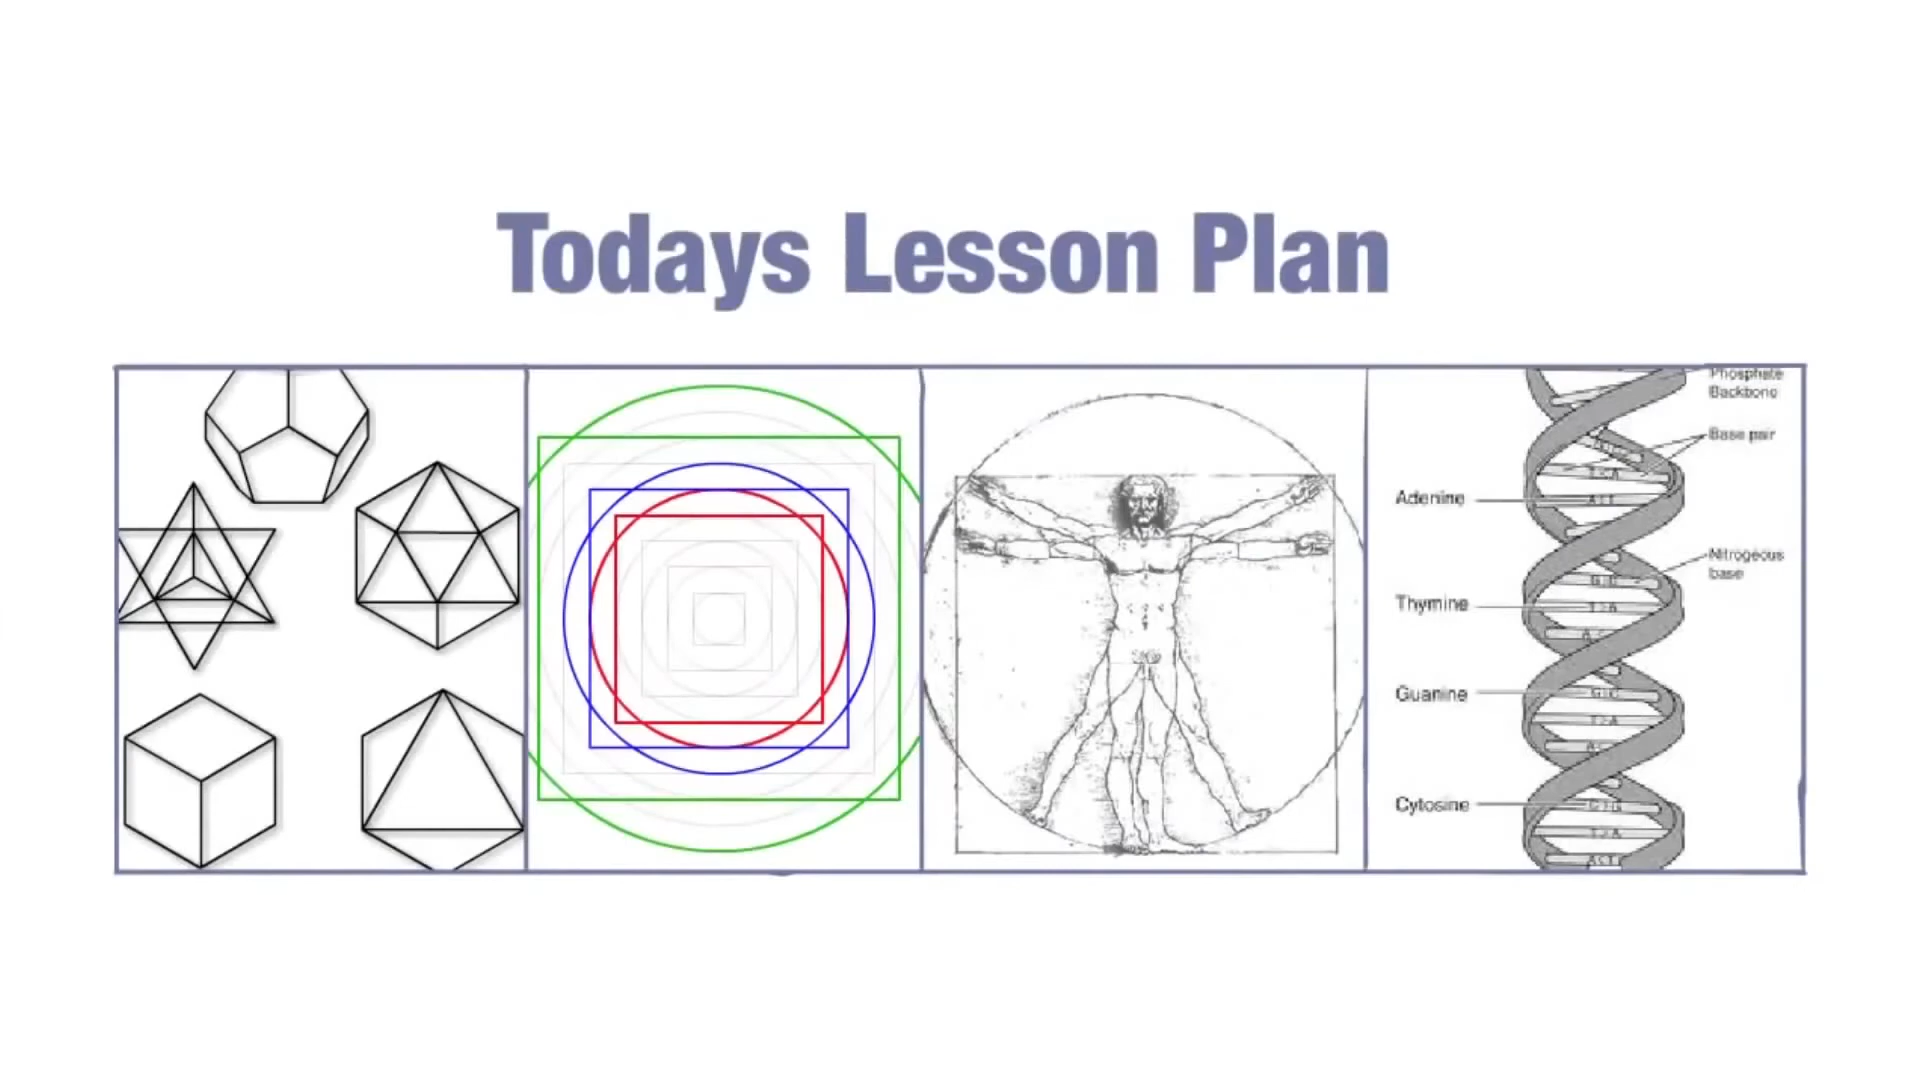 Todays Lesson Plan
Phosphate
Backbone
Base pair
Adenine
Nitrogeous
base
Thymine
Guanine
Cytosine